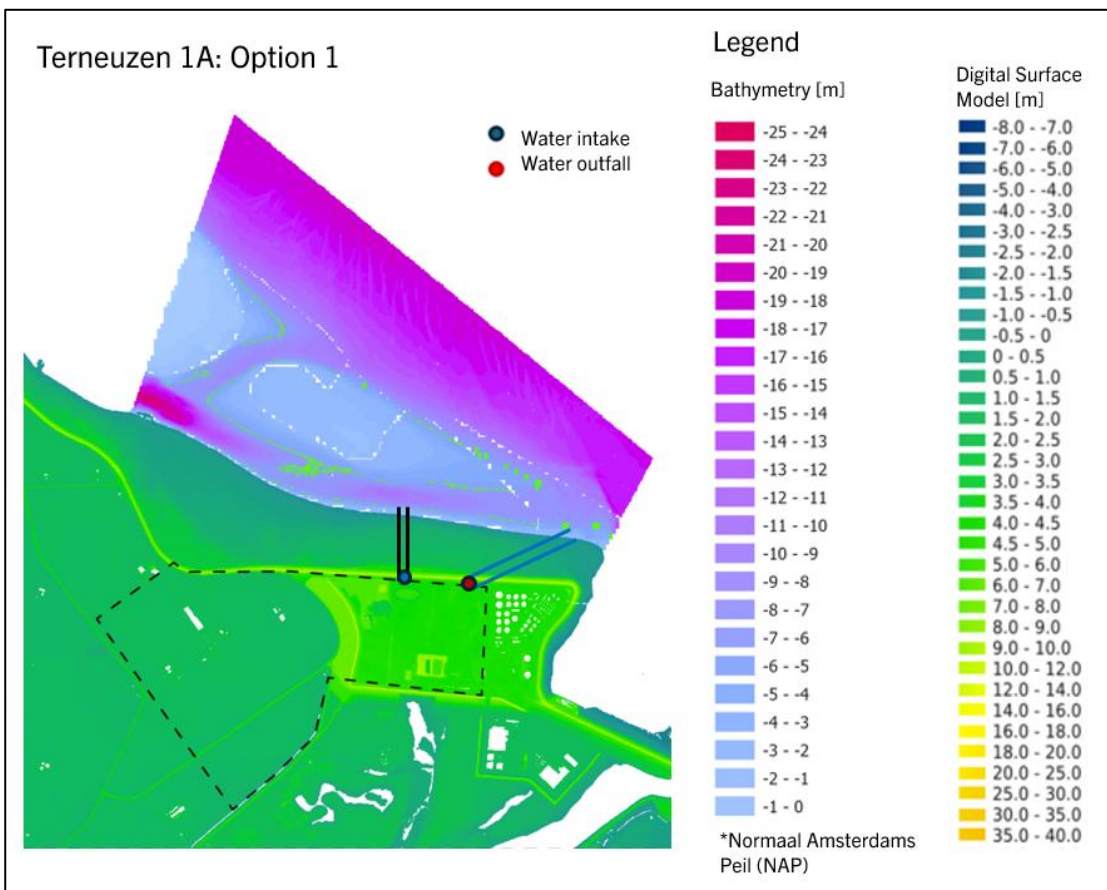 Terneuzen 1A: Option 1
Water intake
Water outfall
Legend
Bathymetry [m]
-25 - -24
-24 - -23
-23 - -22
-22 - -21
-21 - -20
-20 - -19
-19 - -18
-18 - -17
-17 - -16
-16 - -15
-15 - -14
-14 - -13
-13 - -12
-12 - -11
-11 - -10
-10 - -9
-9 - -8
-8 - -7
-7 - -6
-6 - -5
-5 - -4
-4 - -3
-3 - -2
-2 - -1
-1 - 0
*Normaal Amsterdams
Peil (NAP)
Digital Surface
Model [m]
-8.0 - -7.0
-7.0 - -6.0
-6.0 - -5.0
-5.0 - -4.0
-4.0 - -3.0
-3.0 - -2.5
-2.5 - -2.0
-2.0 - -1.5
-1.5 - -1.0
-1.0 - -0.5
-0.5 - 0
0 - 0.5
0.5 - 1.0
1.0 - 1.5
1.5 - 2.0
2.0 - 2.5
2.5 - 3.0
3.0 - 3.5
3.5 - 4.0
4.0 - 4.5
4.5 - 5.0
5.0 - 6.0
6.0 - 7.0
7.0 - 8.0
8.0 - 9.0
9.0 - 10.0
10.0 - 12.0
12.0 - 14.0
14.0 - 16.0
16.0 - 18.0
18.0 - 20.0
20.0 - 25.0
25.0 - 30.0
30.0 - 35.0
35.0 - 40.0